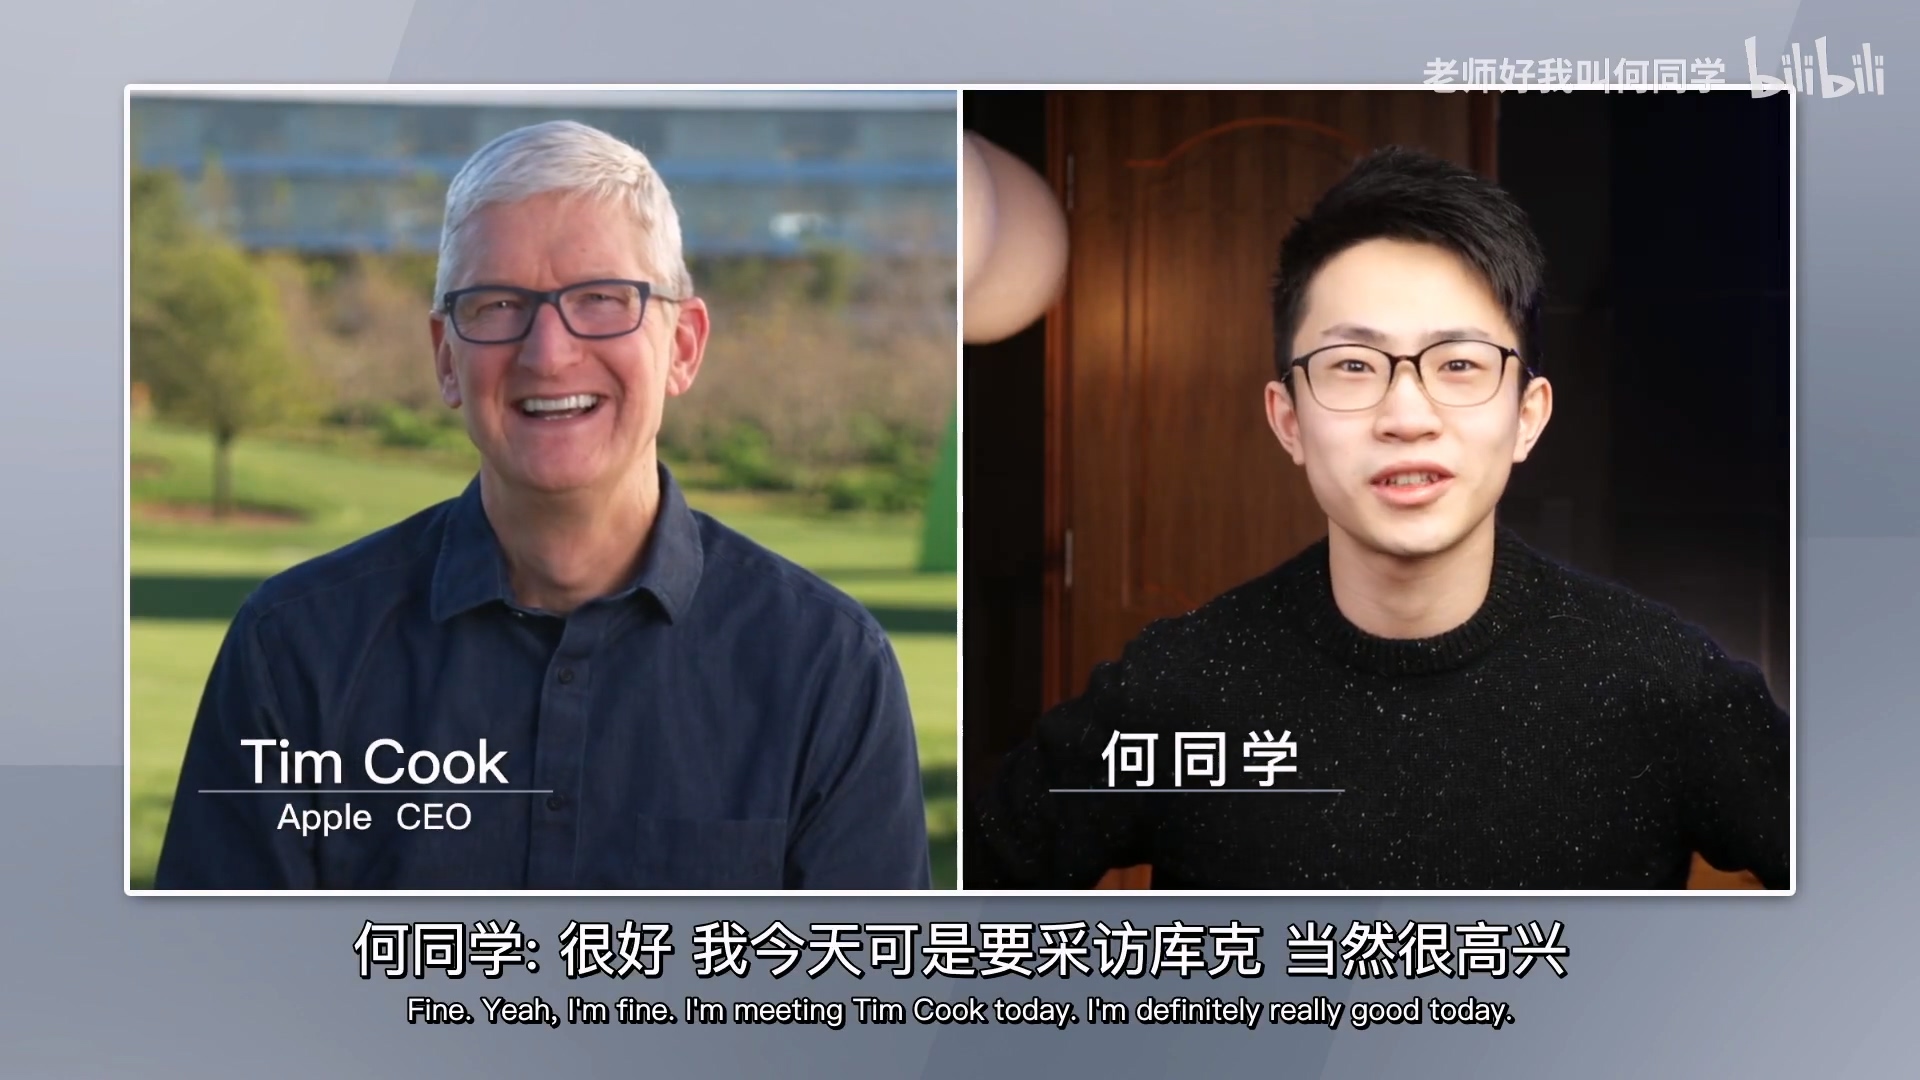 老师好我叫何同学 bilibili
Tim Cook
Apple CEO
何同学
何同学: 很好 我今天可是要采访库克 当然很高兴
Fine. Yeah, I'm fine. I'm meeting Tim Cook today. I'm definitely really good today.